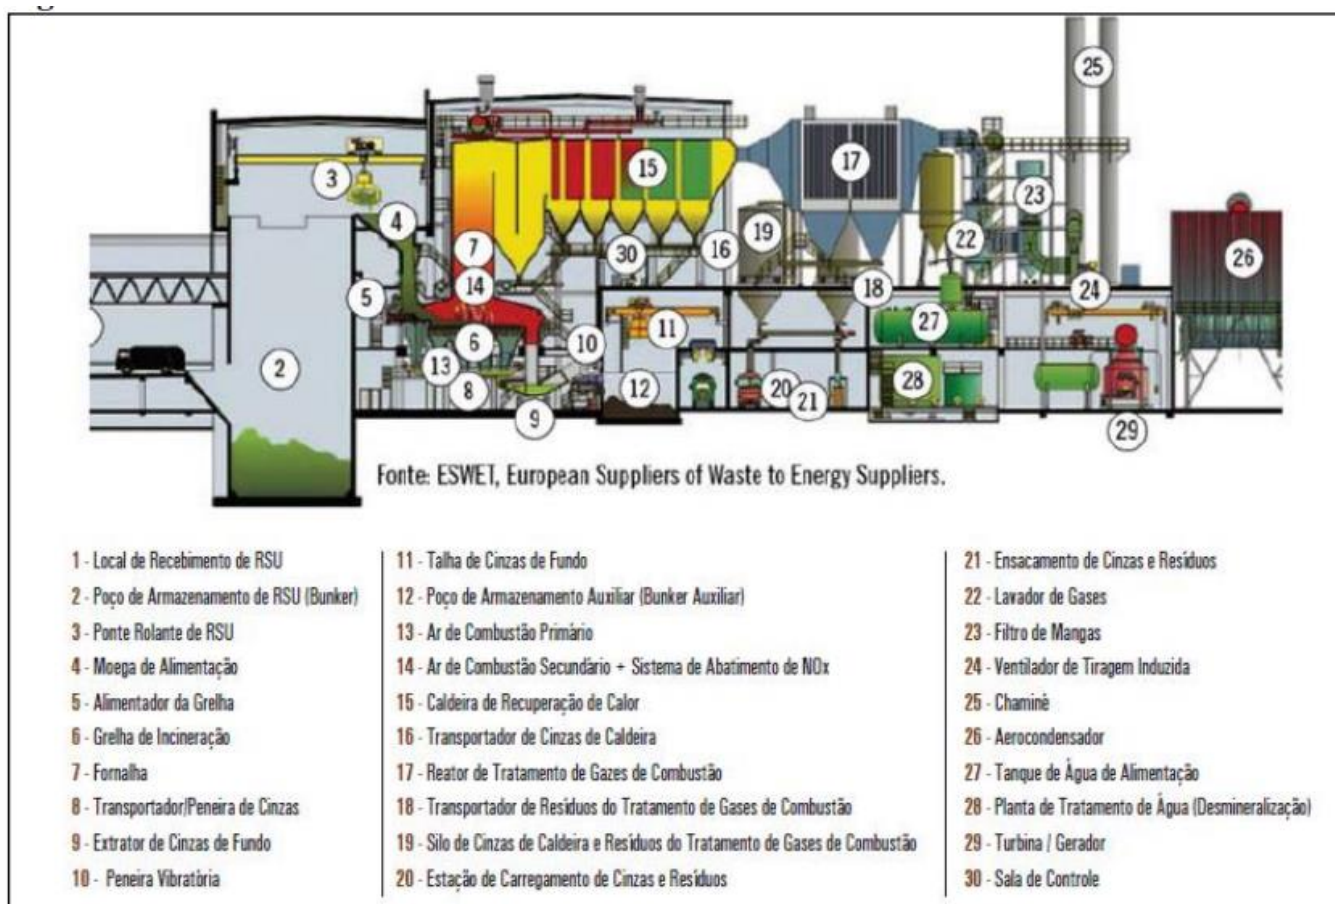 3
4
7
14
5
6
13
8
9
10
2
15
30
16
11
12
17
19
18
20
21
22
23
24
25
26
27
28
29
Fonte: ESWET, European Suppliers of Waste to Energy Suppliers.
1 - Local de Recebimento de RSU
2 - Poço de Armazenamento de RSU (Bunker)
3 - Ponte Rolante de RSU
4 - Moega de Alimentação
5 - Alimentador da Grelha
6 - Grelha de Incineração
7 - Fornalha
8 - Transportador/Peneira de Cinzas
9 - Extrator de Cinzas de Fundo
10 - Peneira Vibratória
11 - Talha de Cinzas de Fundo
12 - Poço de Armazenamento Auxiliar (Bunker Auxiliar)
13 - Ar de Combustão Primário
14 - Ar de Combustão Secundário + Sistema de Abatimento de NOx
15 - Caldeira de Recuperação de Calor
16 - Transportador de Cinzas de Caldeira
17 - Reator de Tratamento de Gazes de Combustão
18 - Transportador de Resíduos do Tratamento de Gases de Combustão
19 - Silo de Cinzas de Caldeira e Resíduos do Tratamento de Gases de Combustão
20 - Estação de Carregamento de Cinzas e Resíduos
21 - Ensacamento de Cinzas e Resíduos
22 - Lavador de Gases
23 - Filtro de Mangas
24 - Ventilador de Tiragem Induzida
25 - Chaminé
26 - Aerocondensador
27 - Tanque de Água de Alimentação
28 - Planta de Tratamento de Água (Desmineralização)
29 - Turbina / Gerador
30 - Sala de Controle